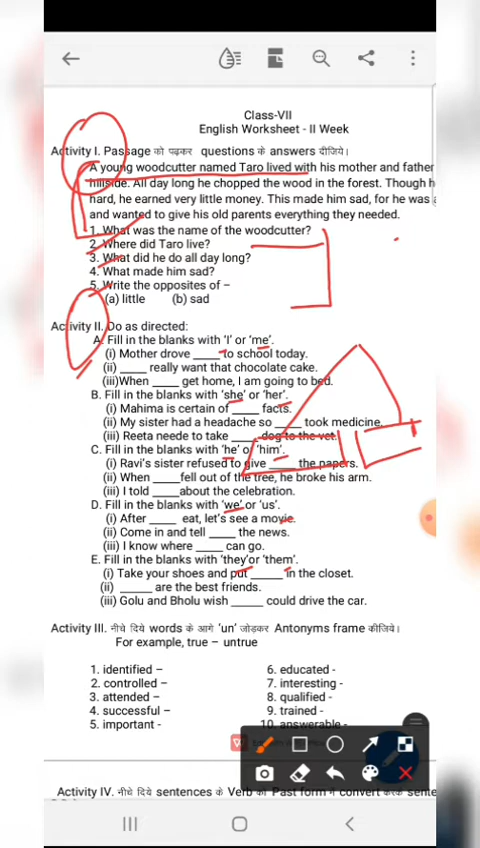 Class-VII
English Worksheet - II Week
Activity I. Passage को पढ़कर questions के answers दीजिये।
A young woodcutter named Taro lived with his mother and father
hillside. All day long he chopped the wood in the forest. Though h
hard, he earned very little money. This made him sad, for he was a
and wanted to give his old parents everything they needed.
1. What was the name of the woodcutter?
2. Where did Taro live?
3. What did he do all day long?
4. What made him sad?
5. Write the opposites of –
(a) little (b) sad
Activity II. Do as directed:
A. Fill in the blanks with 'I' or 'me'.
(i) Mother drove ____ to school today.
(ii) ____ really want that chocolate cake.
(iii)When ____ get home, I am going to bed.
B. Fill in the blanks with 'she' or 'her'.
(i) Mahima is certain of ____ facts.
(ii) My sister had a headache so ____ took medicine.
(iii) Reeta neede to take ____ dog to the vet.
C. Fill in the blanks with 'he' or 'him'.
(i) Ravi's sister refused to give ____ the papers.
(ii) When ____fell out of the tree, he broke his arm.
(iii) I told ____about the celebration.
D. Fill in the blanks with 'we' or 'us'.
(i) After ____ eat, let's see a movie.
(ii) Come in and tell ____ the news.
(iii) I know where ____ can go.
E. Fill in the blanks with 'they'or 'them'.
(i) Take your shoes and put _____ in the closet.
(ii) _____ are the best friends.
(iii) Golu and Bholu wish _____ could drive the car.
Activity III. नीचे दिये words के आगे 'un' जोड़कर Antonyms frame कीजिये।
For example, true – untrue
1. identified – 6. educated -
2. controlled – 7. interesting -
3. attended – 8. qualified -
4. successful – 9. trained -
5. important - 10. answerable -
Activity IV. नीचे दिये sentences के Verb को Past form में convert करके sente